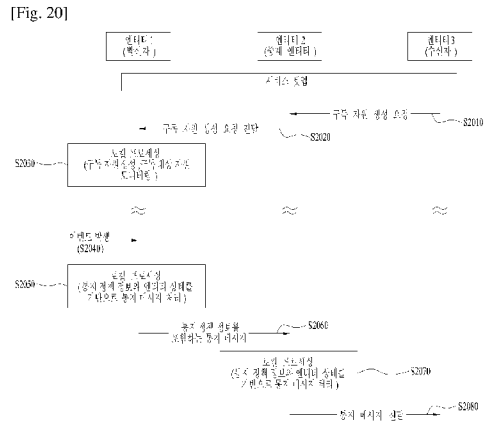 [Fig. 20]
엔티티1
(발신자)
엔티티2
(중계 엔티티)
엔티티3
(수신자)
서비스 셋업
구독 자원 생성 요청
S2010
구독 자원 생성 요청 전달
S2020
S2030
로컬 프로세싱
(구독 자원 생성, 구독 대상 자원
모니터링)
이벤트 발생
(S2040)
S2050
로컬 프로세싱
(통지 정책 정보와 엔티티 상태를
기반으로 통지 메시지 처리)
통지 정책 정보를
포함하는 통지 메시지
S2060
로컬 프로세싱
(통지 정책 정보와 엔티티 상태를
기반으로 통지 메시지 처리)
S2070
통지 메시지 전달
S2080